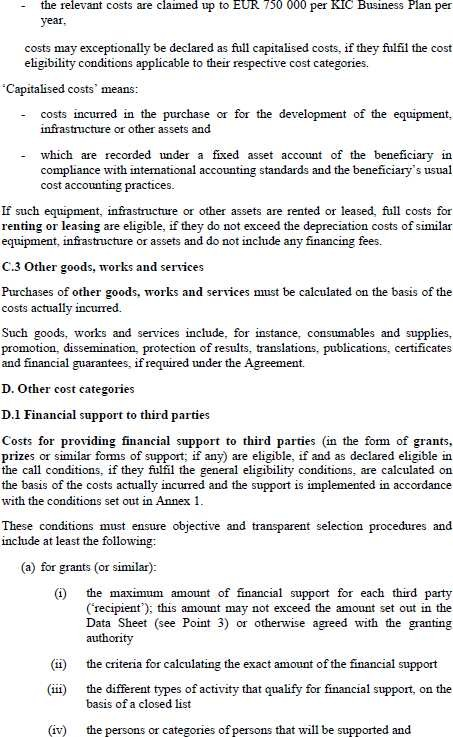 - the relevant costs are claimed up to EUR 750 000 per KIC Business Plan per
year,
costs may exceptionally be declared as full capitalised costs, if they fulfil the cost
eligibility conditions applicable to their respective cost categories.
‘Capitalised costs’ means:
- costs incurred in the purchase or for the development of the equipment,
infrastructure or other assets and
- which are recorded under a fixed asset account of the beneficiary in
compliance with international accounting standards and the beneficiary’s usual
cost accounting practices.
If such equipment, infrastructure or other assets are rented or leased, full costs for
renting or leasing are eligible, if they do not exceed the depreciation costs of similar
equipment, infrastructure or assets and do not include any financing fees.
C.3 Other goods, works and services
Purchases of other goods, works and services must be calculated on the basis of the
costs actually incurred.
Such goods, works and services include, for instance, consumables and supplies,
promotion, dissemination, protection of results, translations, publications, certificates
and financial guarantees, if required under the Agreement.
D. Other cost categories
D.1 Financial support to third parties
Costs for providing financial support to third parties (in the form of grants,
prizes or similar forms of support; if any) are eligible, if and as declared eligible in
the call conditions, if they fulfil the general eligibility conditions, are calculated on
the basis of the costs actually incurred and the support is implemented in accordance
with the conditions set out in Annex 1.
These conditions must ensure objective and transparent selection procedures and
include at least the following:
(a) for grants (or similar):
(i) the maximum amount of financial support for each third party
(‘recipient’); this amount may not exceed the amount set out in the
Data Sheet (see Point 3) or otherwise agreed with the granting
authority
(ii) the criteria for calculating the exact amount of the financial support
(iii) the different types of activity that qualify for financial support, on the
basis of a closed list
(iv) the persons or categories of persons that will be supported and